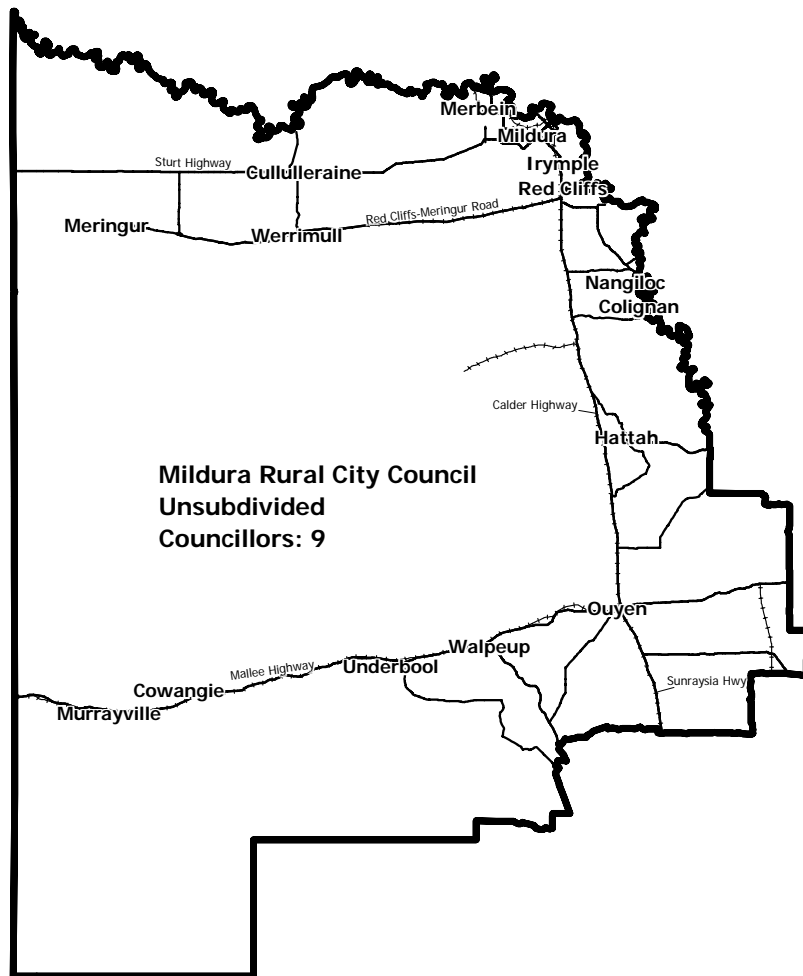 Merbein
Mildura
Irymple
Sturt Highway
Cullulleraine
Red Cliffs
Red Cliffs-Meringur Road
Meringur
Werrimull
Nangiloc
Colignan
Calder Highway
Hattah
Mildura Rural City Council
Unsubdivided
Councillors: 9
Ouyen
Walpeup
Mallee Highway
Underbool
Sunraysia Hwy
Cowangie
Murrayville